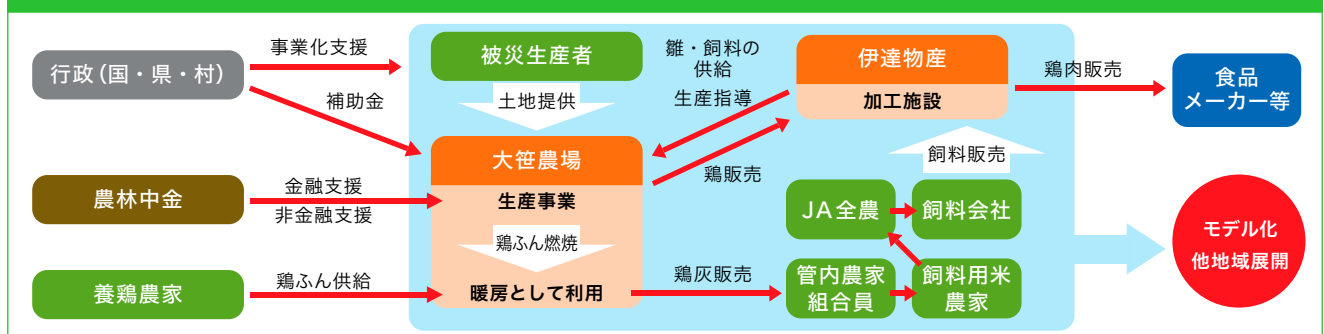 行政（国・県・村）
事業化支援
補助金
農林中金
金融支援
非金融支援
養鶏農家
鶏ふん供給
被災生産者
土地提供
大笹農場
生産事業
鶏ふん燃焼
暖房として利用
雛・飼料の
供給
生産指導
鶏販売
鶏灰販売
伊達物産
加工施設
飼料販売
JA全農
飼料会社
管内農家
組合員
飼料用米
農家
鶏肉販売
食品
メーカー等
モデル化
他地域展開